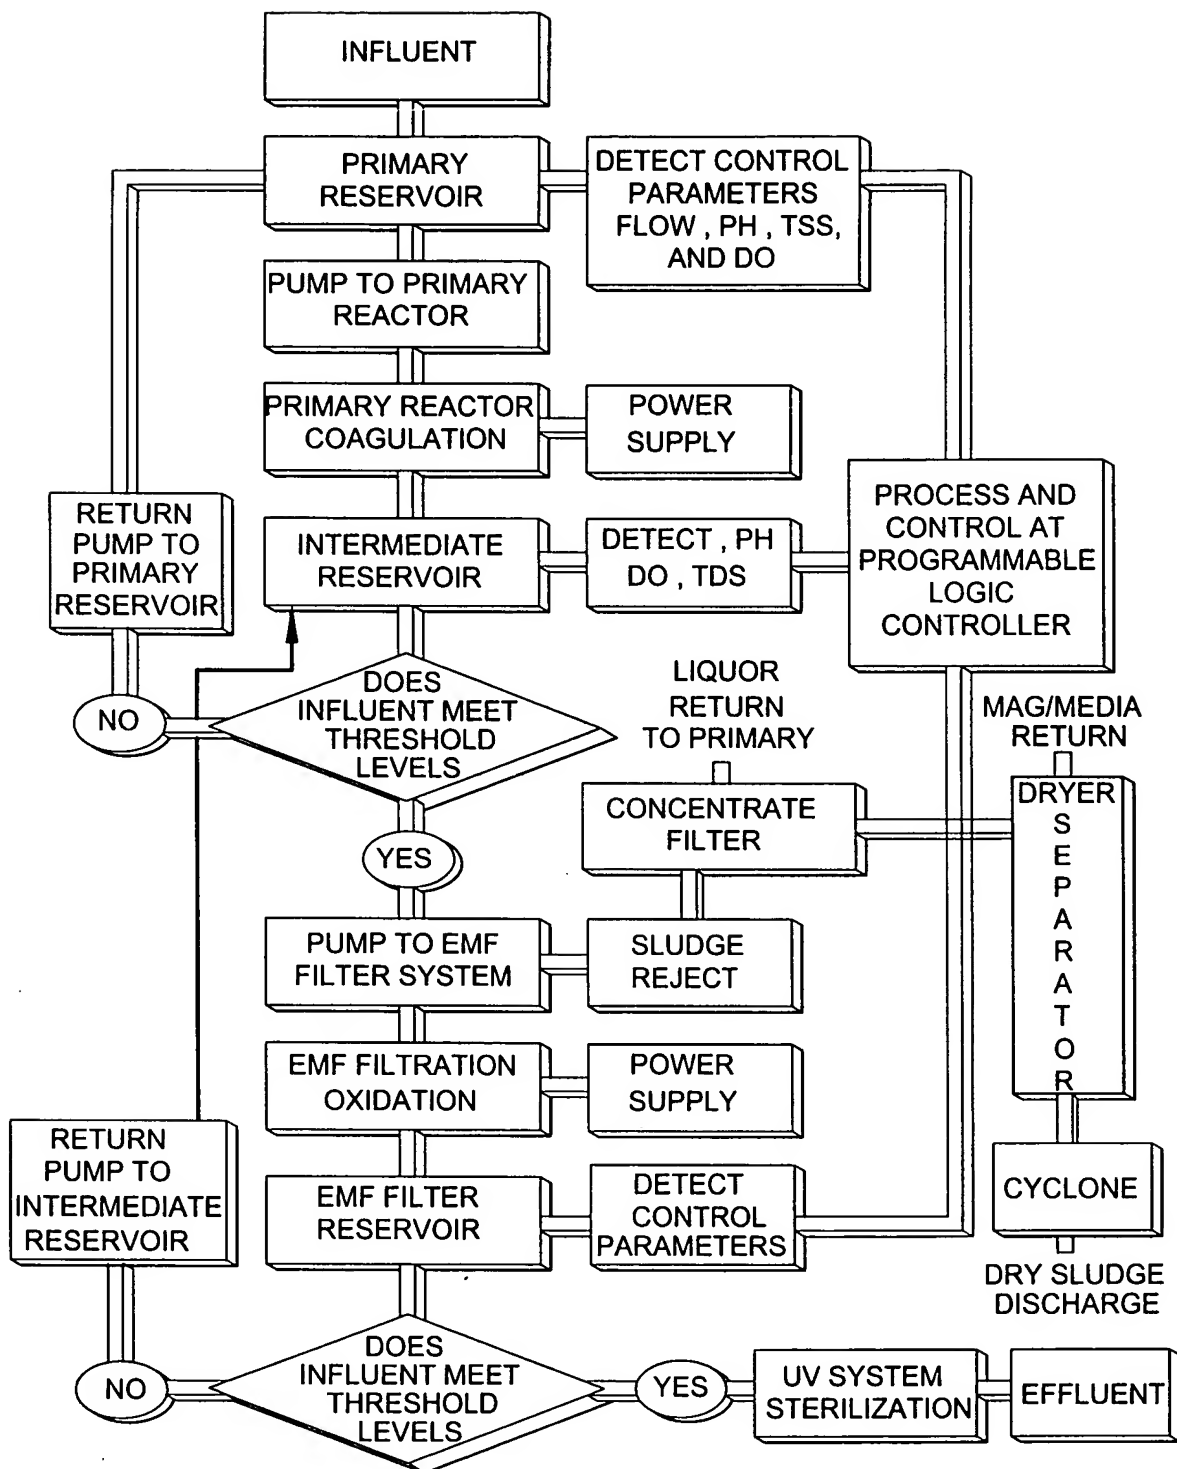 INFLUENT
PRIMARY
RESERVOIR
DETECT CONTROL
PARAMETERS
FLOW , PH , TSS,
AND DO
PUMP TO PRIMARY
REACTOR
PRIMARY REACTOR
COAGULATION
POWER
SUPPLY
RETURN
PUMP TO
PRIMARY
RESERVOIR
INTERMEDIATE
RESERVOIR
DETECT , PH
DO , TDS
PROCESS AND
CONTROL AT
PROGRAMMABLE
LOGIC
CONTROLLER
NO
DOES
INFLUENT MEET
THRESHOLD
LEVELS
LIQUOR
RETURN
TO PRIMARY
MAG/MEDIA
RETURN
YES
CONCENTRATE
FILTER
DRYER
SEPARATOR
PUMP TO EMF
FILTER SYSTEM
SLUDGE
REJECT
EMF FILTRATION
OXIDATION
POWER
SUPPLY
RETURN
PUMP TO
INTERMEDIATE
RESERVOIR
EMF FILTER
RESERVOIR
DETECT
CONTROL
PARAMETERS
CYCLONE
DRY SLUDGE
DISCHARGE
NO
DOES
INFLUENT MEET
THRESHOLD
LEVELS
YES
UV SYSTEM
STERILIZATION
EFFLUENT